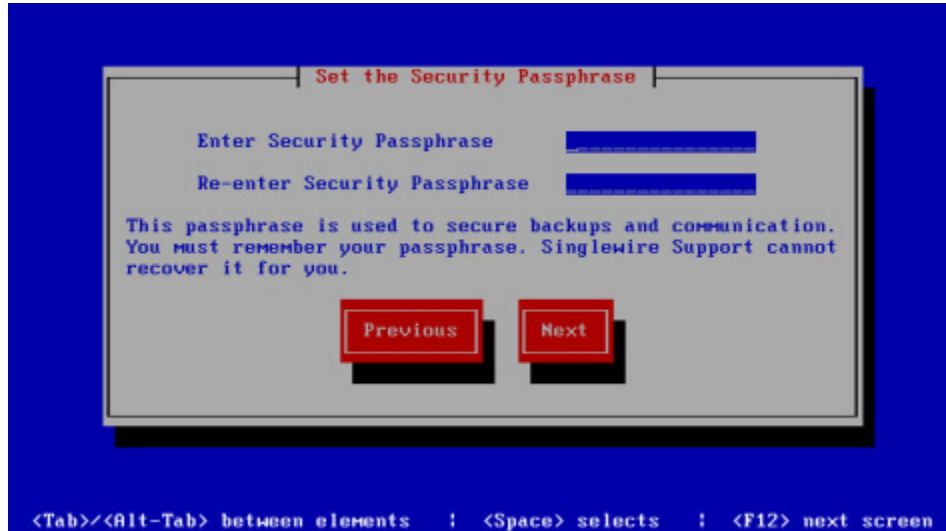 Set the Security Passphrase
Enter Security Passphrase
Re-enter Security Passphrase
This passphrase is used to secure backups and communication.
You must remember your passphrase. Singlewire Support cannot
recover it for you.
Previous Next
<Tab>/<Alt-Tab> between elements ¦ <Space> selects ¦ <F12> next screen